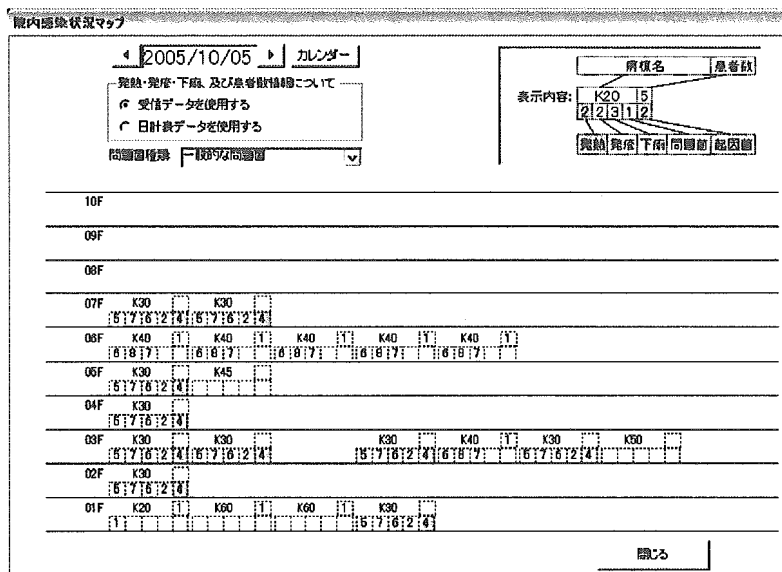 院内感染状況マップ
2005/10/05 カレンダー
発熱・発疹・下痢、及び患者数情報について
受信データを使用する
日計表データを使用する
問題菌種類 一般的な問題菌
病棟名 患者数
表示内容: K20 5
2 2 3 1 2
発熱 発疹 下痢 問題菌 起因菌
10F
09F
08F
07F K30 K30
5 7 6 2 4 5 7 6 2 4
06F K40 1 K40 1 K40 1 K40 1 K40 1
6 8 7 6 8 7 6 8 7 6 8 7 6 8 7
05F K30 K45
5 7 6 2 4
04F K30
5 7 6 2 4
03F K30 K30 K30 K40 1 K30 K50
5 7 6 2 4 5 7 6 2 4 5 7 6 2 4 6 8 7 5 7 6 2 4
02F K30
5 7 6 2 4
01F K20 1 K60 1 K60 1 K30
1 5 7 6 2 4
閉じる